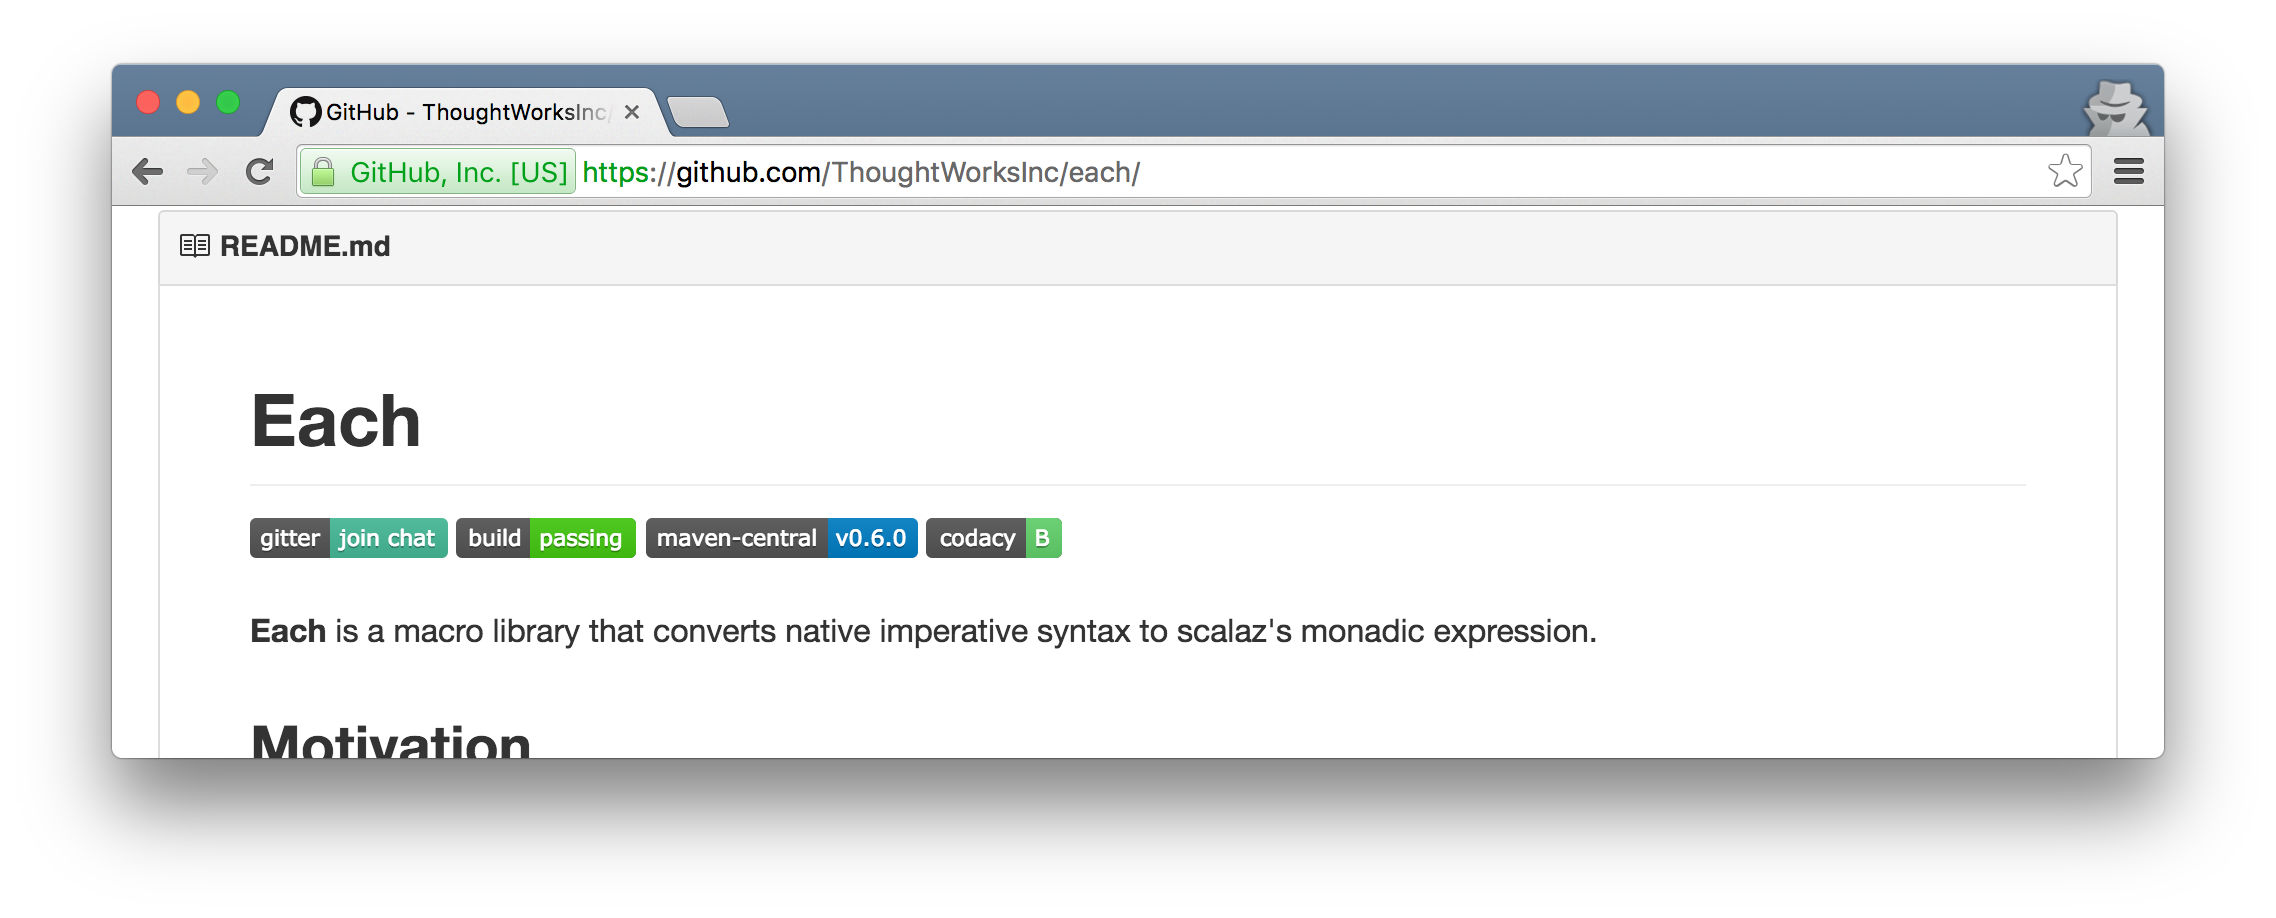 GitHub - ThoughtWorksInc/
GitHub, Inc. [US] https://github.com/ThoughtWorksInc/each/
README.md
Each
gitter join chat build passing maven-central v0.6.0 codacy B
Each is a macro library that converts native imperative syntax to scalaz's monadic expression.
Motivation